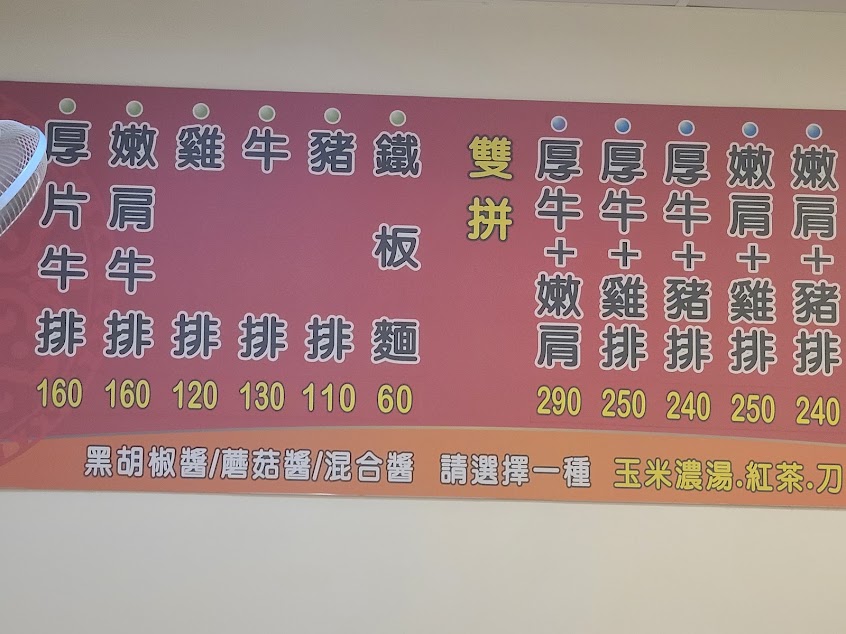 厚片牛排 160
嫩肩牛排 160
雞排 120
牛排 130
豬排 110
鐵板麵 60
雙拼
厚牛+嫩肩 290
厚牛+雞排 250
厚牛+豬排 240
嫩肩+雞排 250
嫩肩+豬排 240
黑胡椒醬/蘑菇醬/混合醬 請選擇一種 玉米濃湯.紅茶.刀